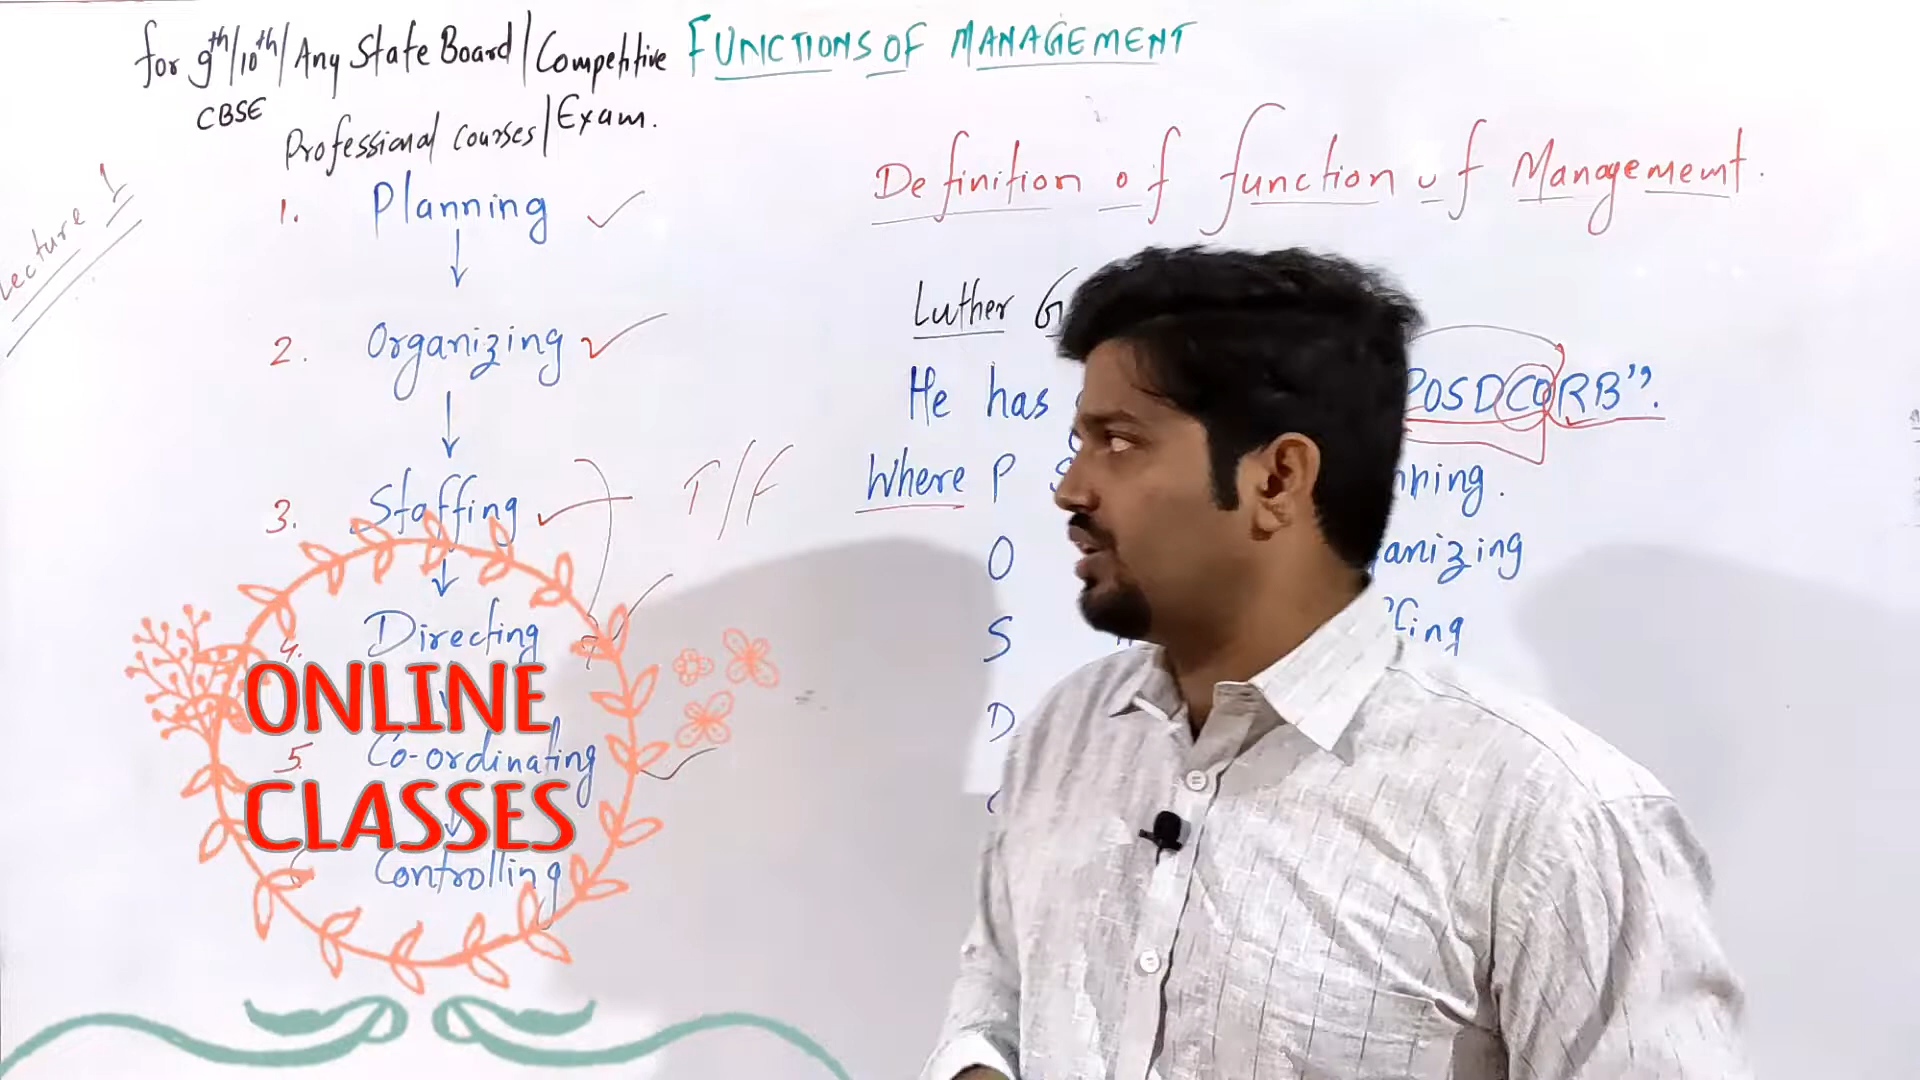 for 9th/10th/Any State Board/Competitive FUNCTIONS OF MANAGEMENT
CBSE
Professional courses/Exam.
Lecture 1
1. Planning
2. Organizing
3. Staffing
T/F
4. Directing
ONLINE
5. Co-ordinating
CLASSES
Controlling
Definition of function of Management.
Luther G
He has POSDCORB".
Where P nning.
O anizing
S fing
D